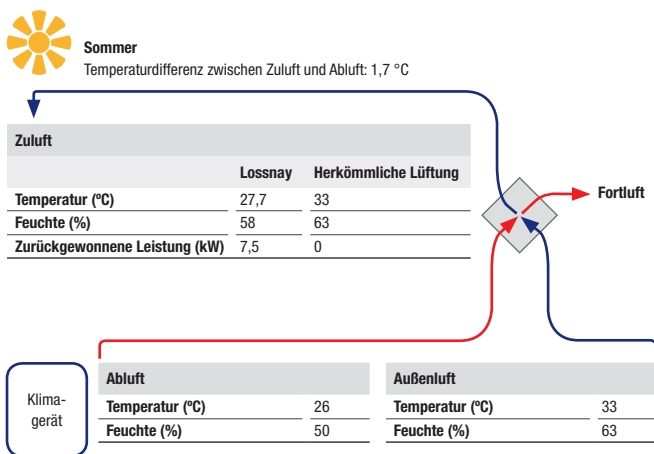 Sommer
Temperaturdifferenz zwischen Zuluft und Abluft: 1,7 °C
Zuluft
Lossnay Herkömmliche Lüftung
Temperatur (ºC) 27,7 33
Feuchte (%) 58 63
Zurückgewonnene Leistung (kW) 7,5 0
Fortluft
Klima-
gerät
Abluft
Temperatur (ºC) 26
Feuchte (%) 50
Außenluft
Temperatur (ºC) 33
Feuchte (%) 63